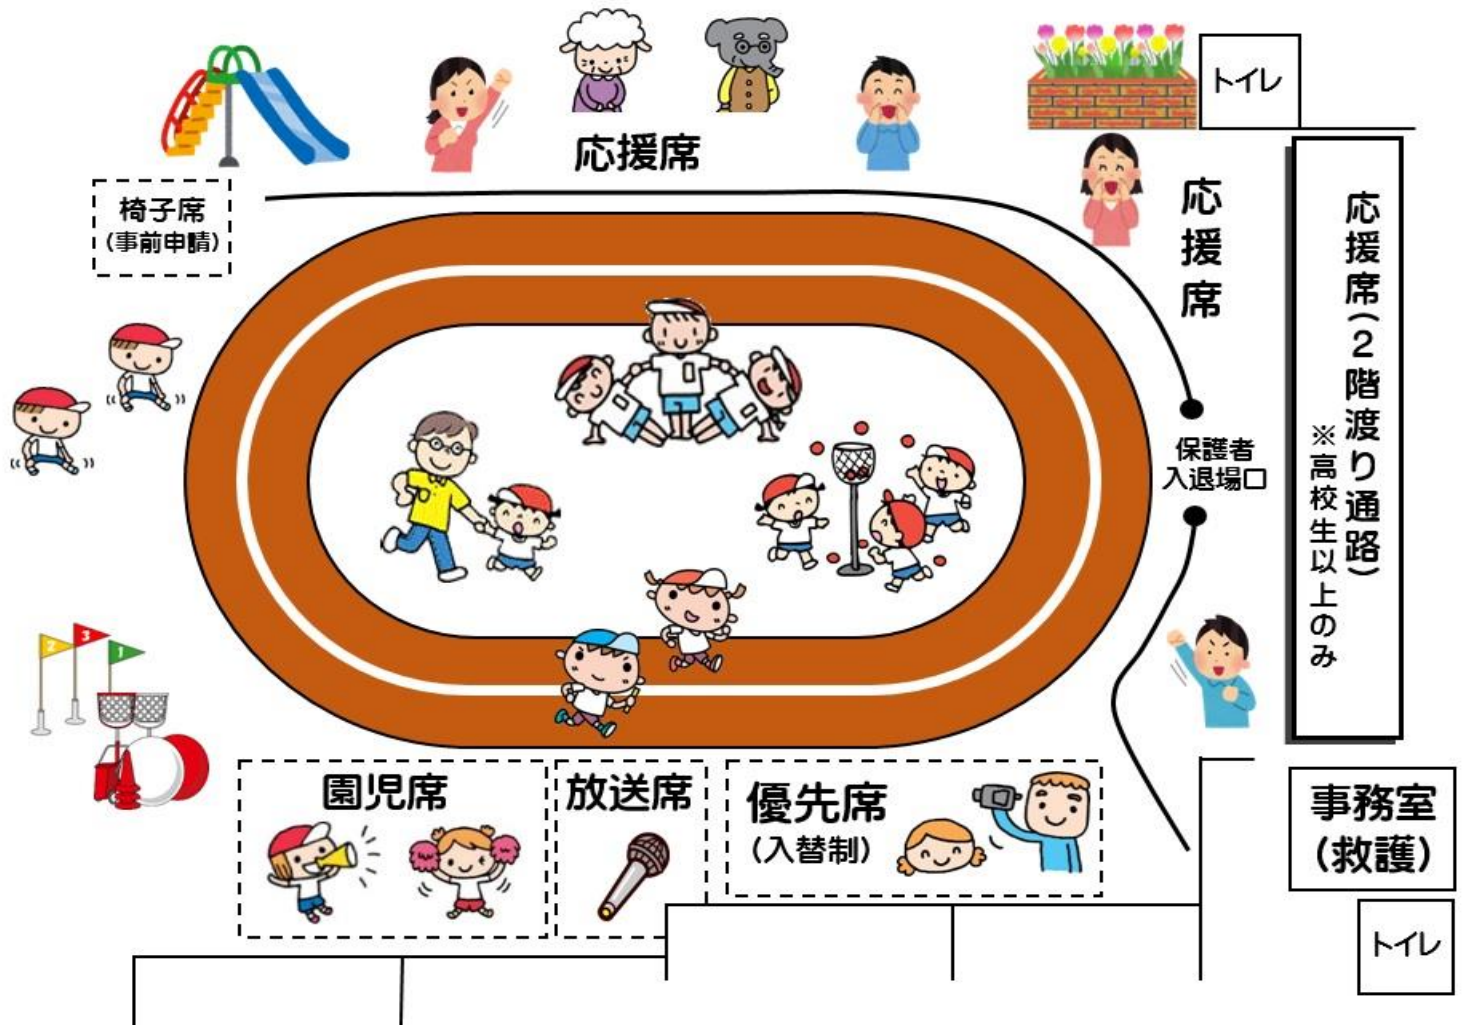 トイレ
応援席
椅子席
(事前申請)
応援席
応援席(2階渡り通路)
※高校生以上のみ
保護者
入退場口
2
3
1
園児席
放送席
優先席
(入替制)
事務室
(救護)
トイレ